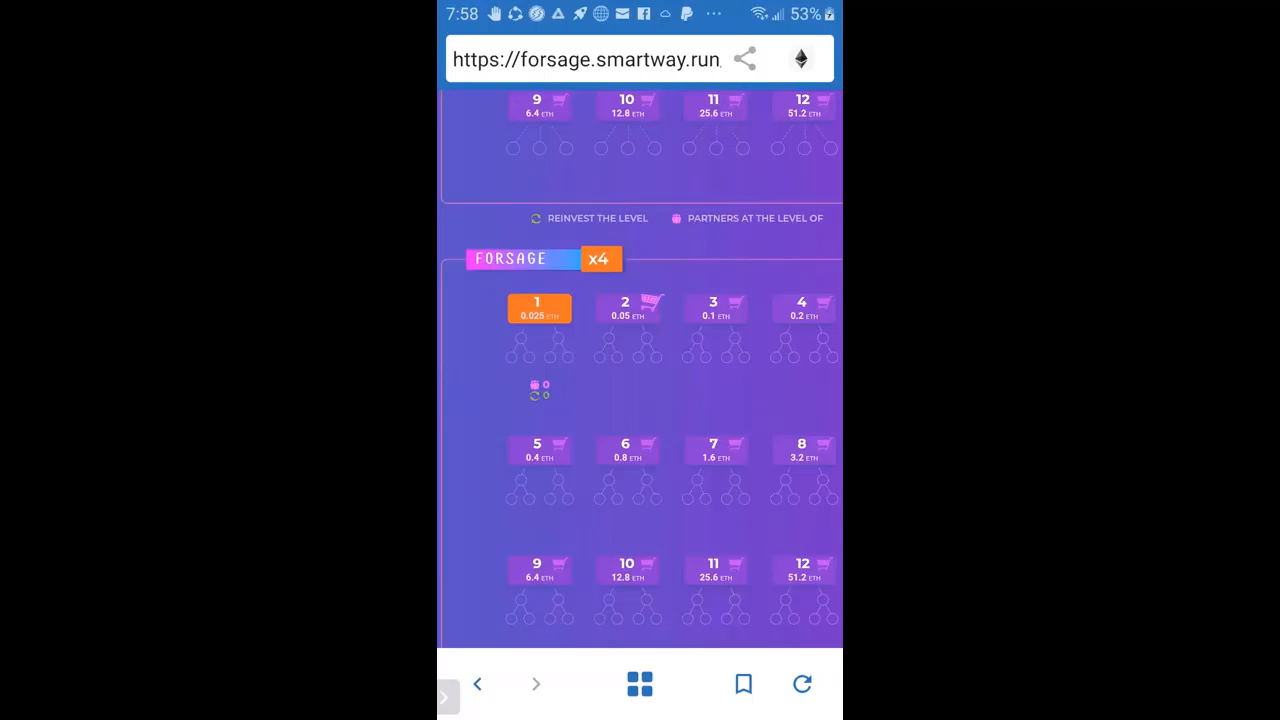 7:58 53%
https://forsage.smartway.run
9 10 11 12
6.4 ETH 12.8 ETH 25.6 ETH 51.2 ETH
REINVEST THE LEVEL PARTNERS AT THE LEVEL OF
FORSAGE x4
1 2 3 4
0.025 ETH 0.05 ETH 0.1 ETH 0.2 ETH
0
0
5 6 7 8
0.4 ETH 0.8 ETH 1.6 ETH 3.2 ETH
9 10 11 12
6.4 ETH 12.8 ETH 25.6 ETH 51.2 ETH